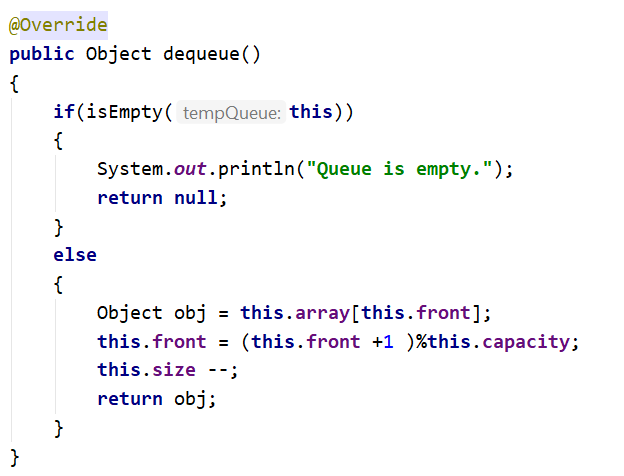 @Override
public Object dequeue()
{
    if(isEmpty( tempQueue: this))
    {
        System.out.println("Queue is empty.");
        return null;
    }
    else
    {
        Object obj = this.array[this.front];
        this.front = (this.front +1 )%this.capacity;
        this.size --;
        return obj;
    }
}